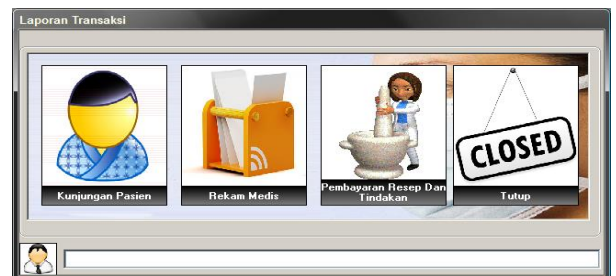 Laporan Transaksi
CLOSED
Kunjungan Pasien
Rekam Medis
Pembayaran Resep Dan
Tindakan
Tutup